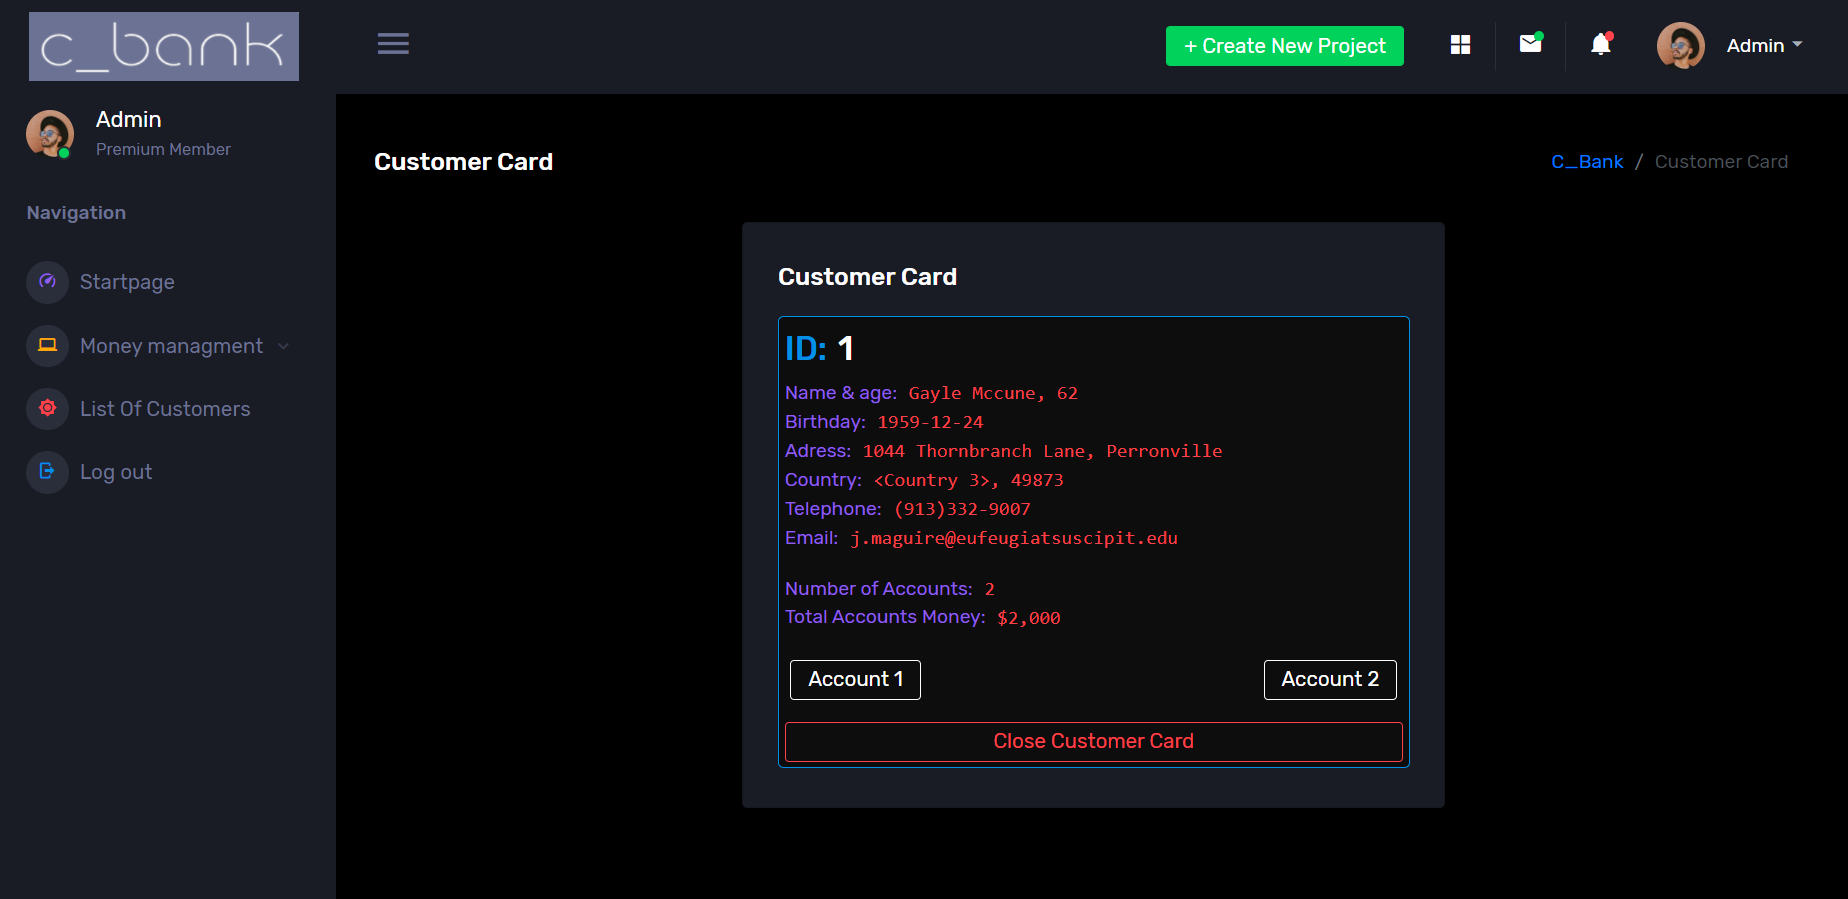 c_bank
+ Create New Project
Admin
Admin
Premium Member
Navigation
Startpage
Money managment
List Of Customers
Log out
Customer Card
C_Bank / Customer Card
Customer Card
ID: 1
Name & age: Gayle Mccune, 62
Birthday: 1959-12-24
Adress: 1044 Thornbranch Lane, Perronville
Country: <Country 3>, 49873
Telephone: (913)332-9007
Email: j.maguire@eufeugiatsuscipit.edu
Number of Accounts: 2
Total Accounts Money: $2,000
Account 1
Account 2
Close Customer Card